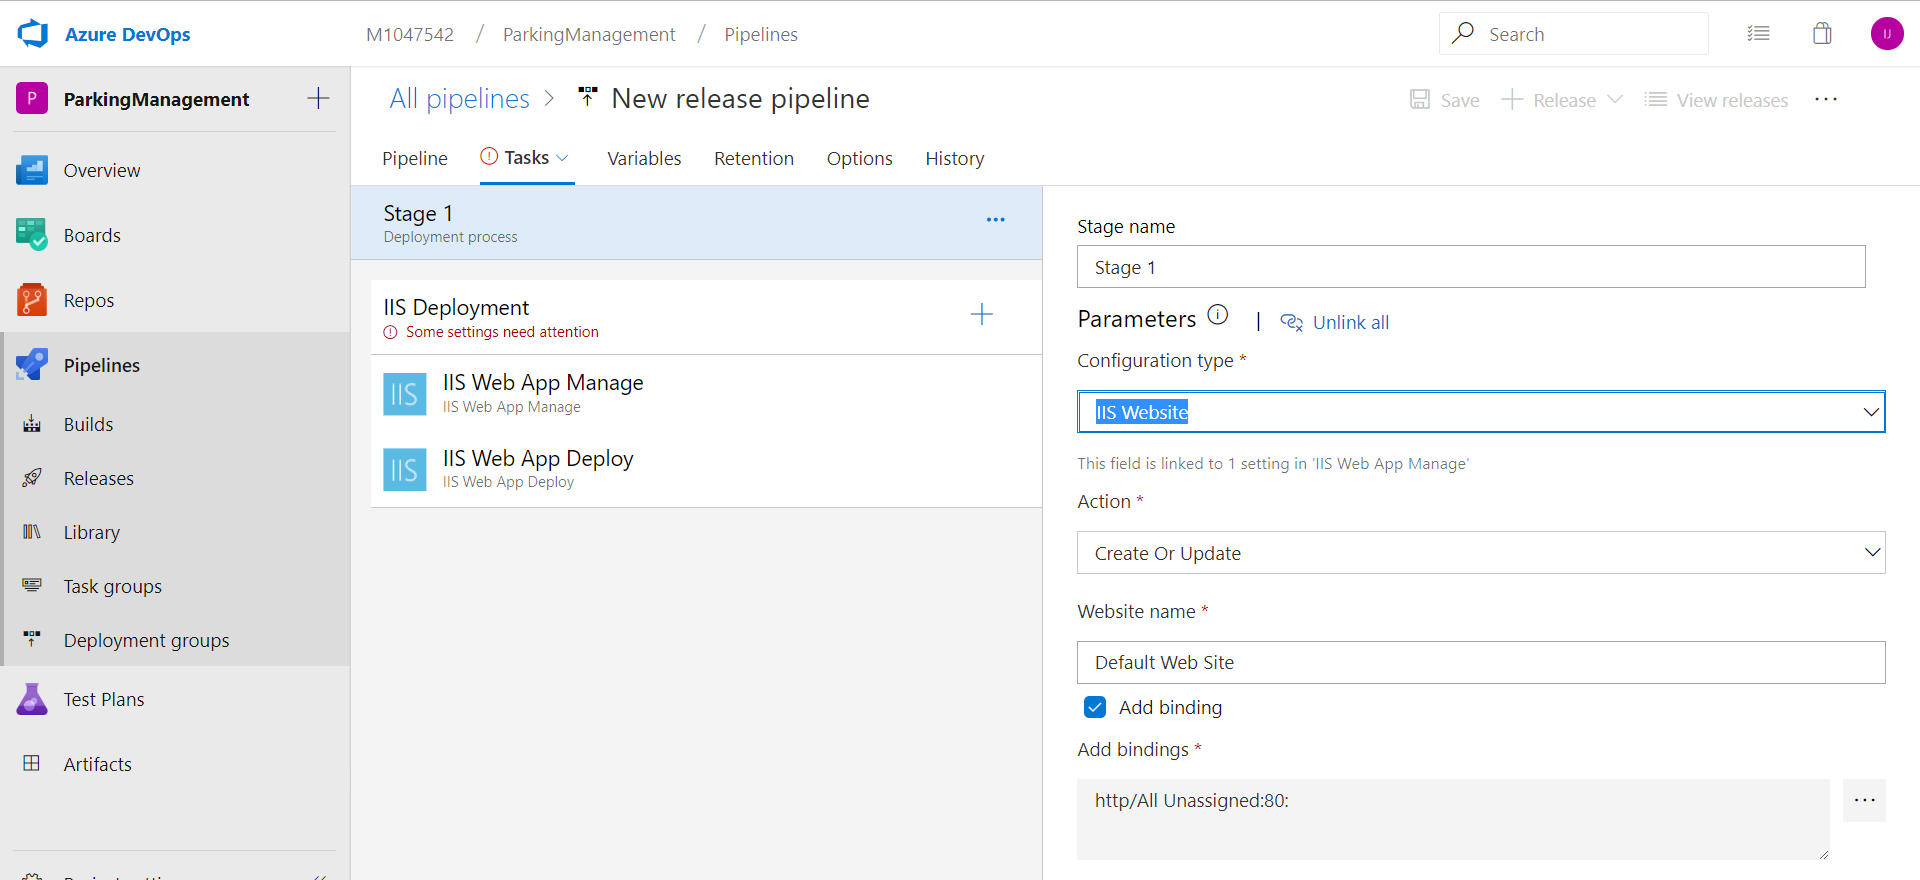 Azure DevOps
M1047542 / ParkingManagement / Pipelines
Search
IJ
P ParkingManagement
Overview
Boards
Repos
Pipelines
Builds
Releases
Library
Task groups
Deployment groups
Test Plans
Artifacts
All pipelines > New release pipeline
Save Release View releases ...
Pipeline Tasks Variables Retention Options History
Stage 1
Deployment process
IIS Deployment
Some settings need attention
IIS IIS Web App Manage
IIS Web App Manage
IIS IIS Web App Deploy
IIS Web App Deploy
Stage name
Stage 1
Parameters | Unlink all
Configuration type *
IIS Website
This field is linked to 1 setting in 'IIS Web App Manage'
Action *
Create Or Update
Website name *
Default Web Site
Add binding
Add bindings *
http/All Unassigned:80:
...